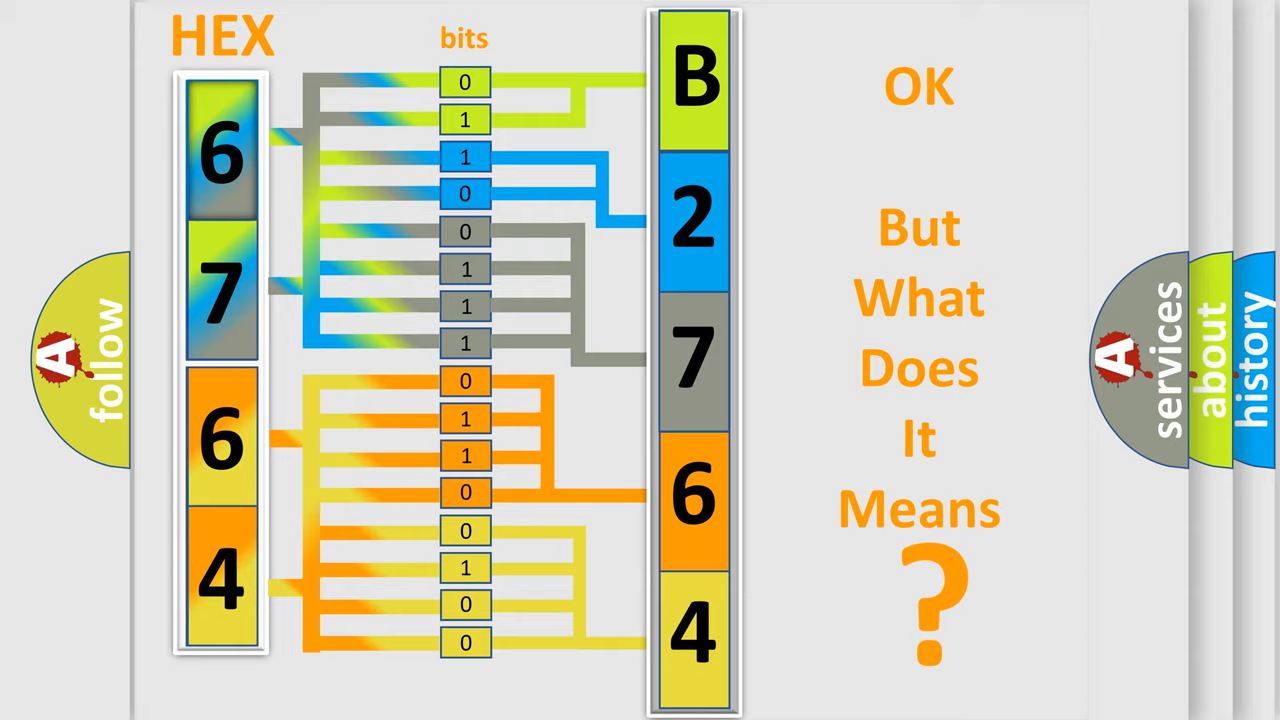 HEX
bits
6
7
6
4
0
1
1
0
0
1
1
1
0
1
1
0
0
1
0
0
B
2
7
6
4
OK
But
What
Does
It
Means
?
A
follow
A
services
about
history